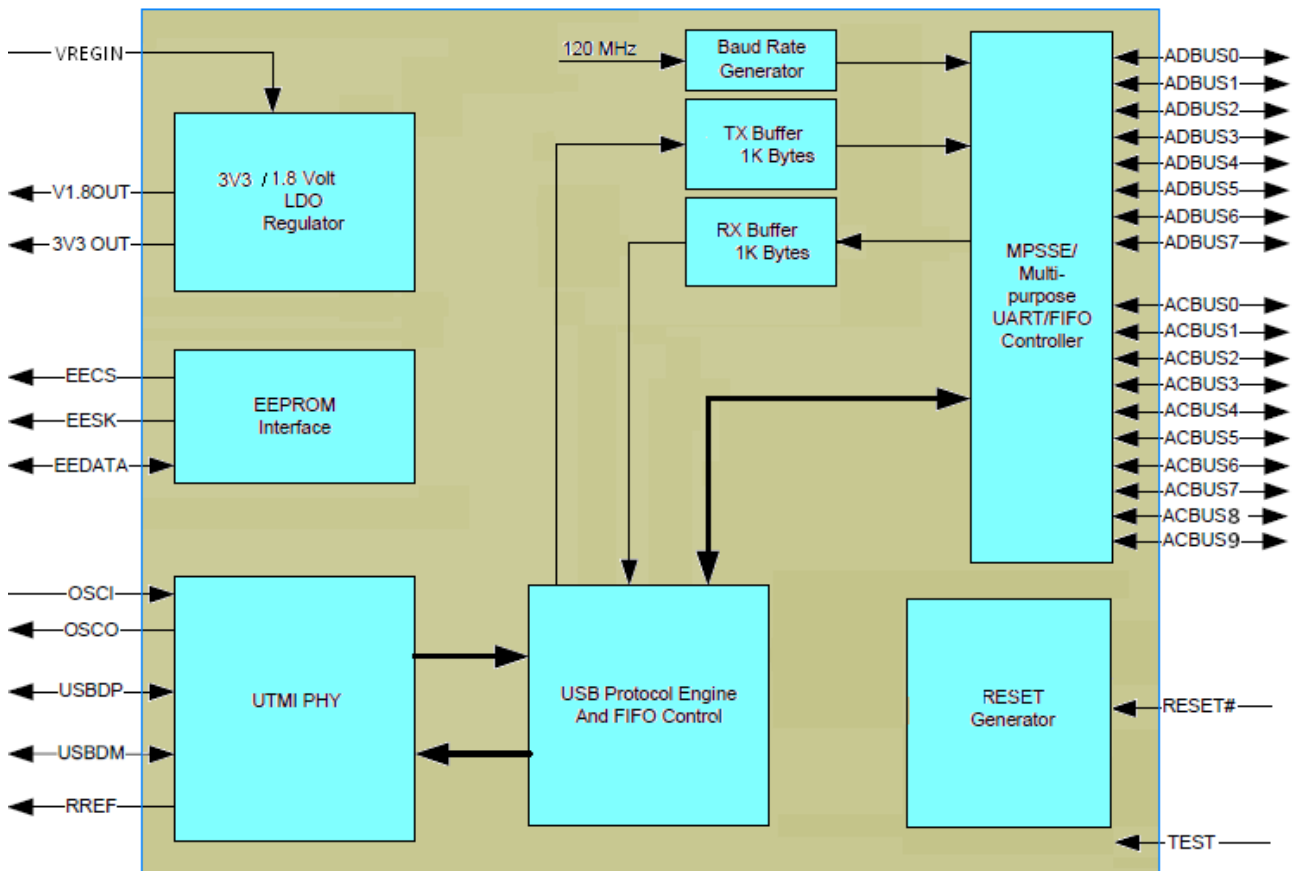 VREGIN
V1.8OUT
3V3 OUT
EECS
EESK
EEDATA
OSCI
OSCO
USBDP
USBDM
RREF
3V3 / 1.8 Volt
LDO
Regulator
EEPROM
Interface
UTMI PHY
120 MHz
Baud Rate
Generator
TX Buffer
1K Bytes
RX Buffer
1K Bytes
USB Protocol Engine
And FIFO Control
MPSSE/
Multi-
purpose
UART/FIFO
Controller
RESET
Generator
ADBUS0
ADBUS1
ADBUS2
ADBUS3
ADBUS4
ADBUS5
ADBUS6
ADBUS7
ACBUS0
ACBUS1
ACBUS2
ACBUS3
ACBUS4
ACBUS5
ACBUS6
ACBUS7
ACBUS8
ACBUS9
RESET#
TEST